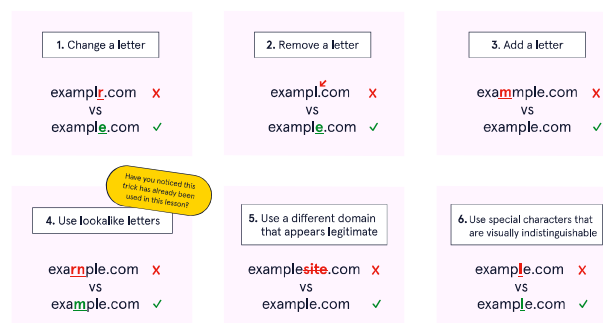 1. Change a letter
examplr.com X
vs
example.com ✓
2. Remove a letter
exampl.com X
vs
example.com ✓
3. Add a letter
exammple.com X
vs
example.com ✓
Have you noticed this
trick has already been
used in this lesson?
4. Use lookalike letters
exarnple.com X
vs
example.com ✓
5. Use a different domain
that appears legitimate
examplesite.com X
vs
example.com ✓
6. Use special characters that
are visually indistinguishable
example.com X
vs
example.com ✓